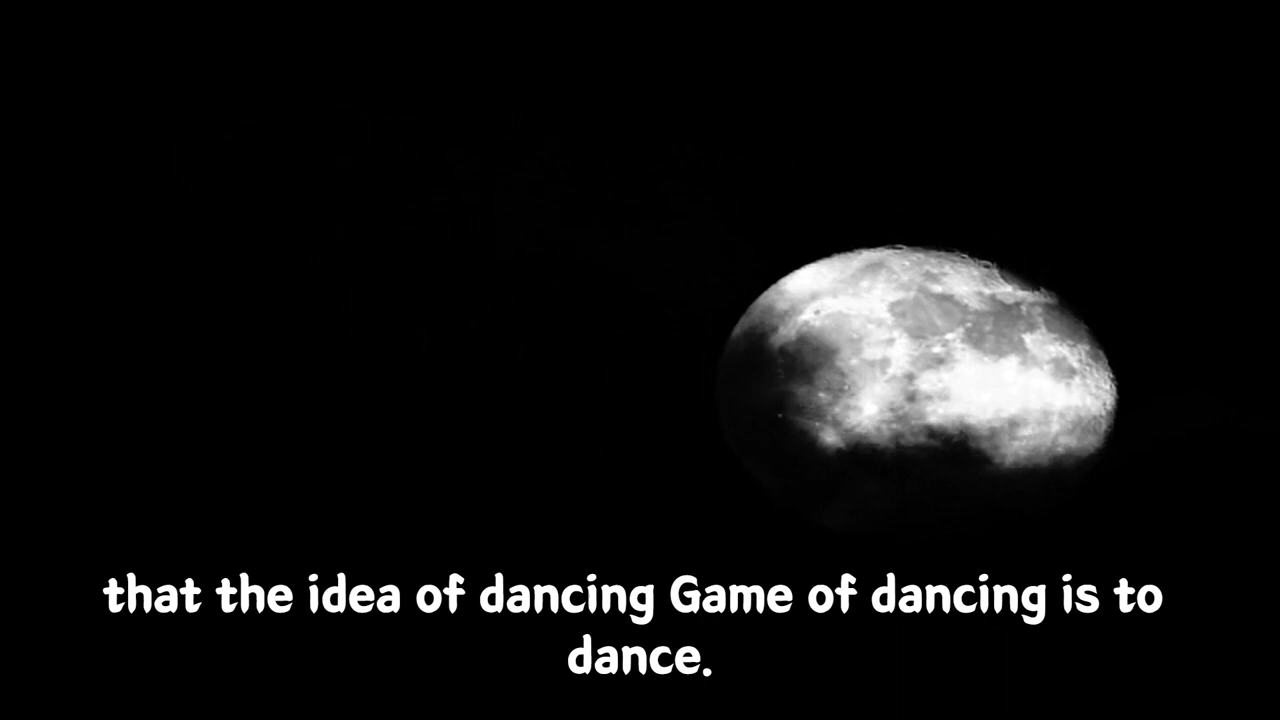 that the idea of dancing Game of dancing is to
dance.